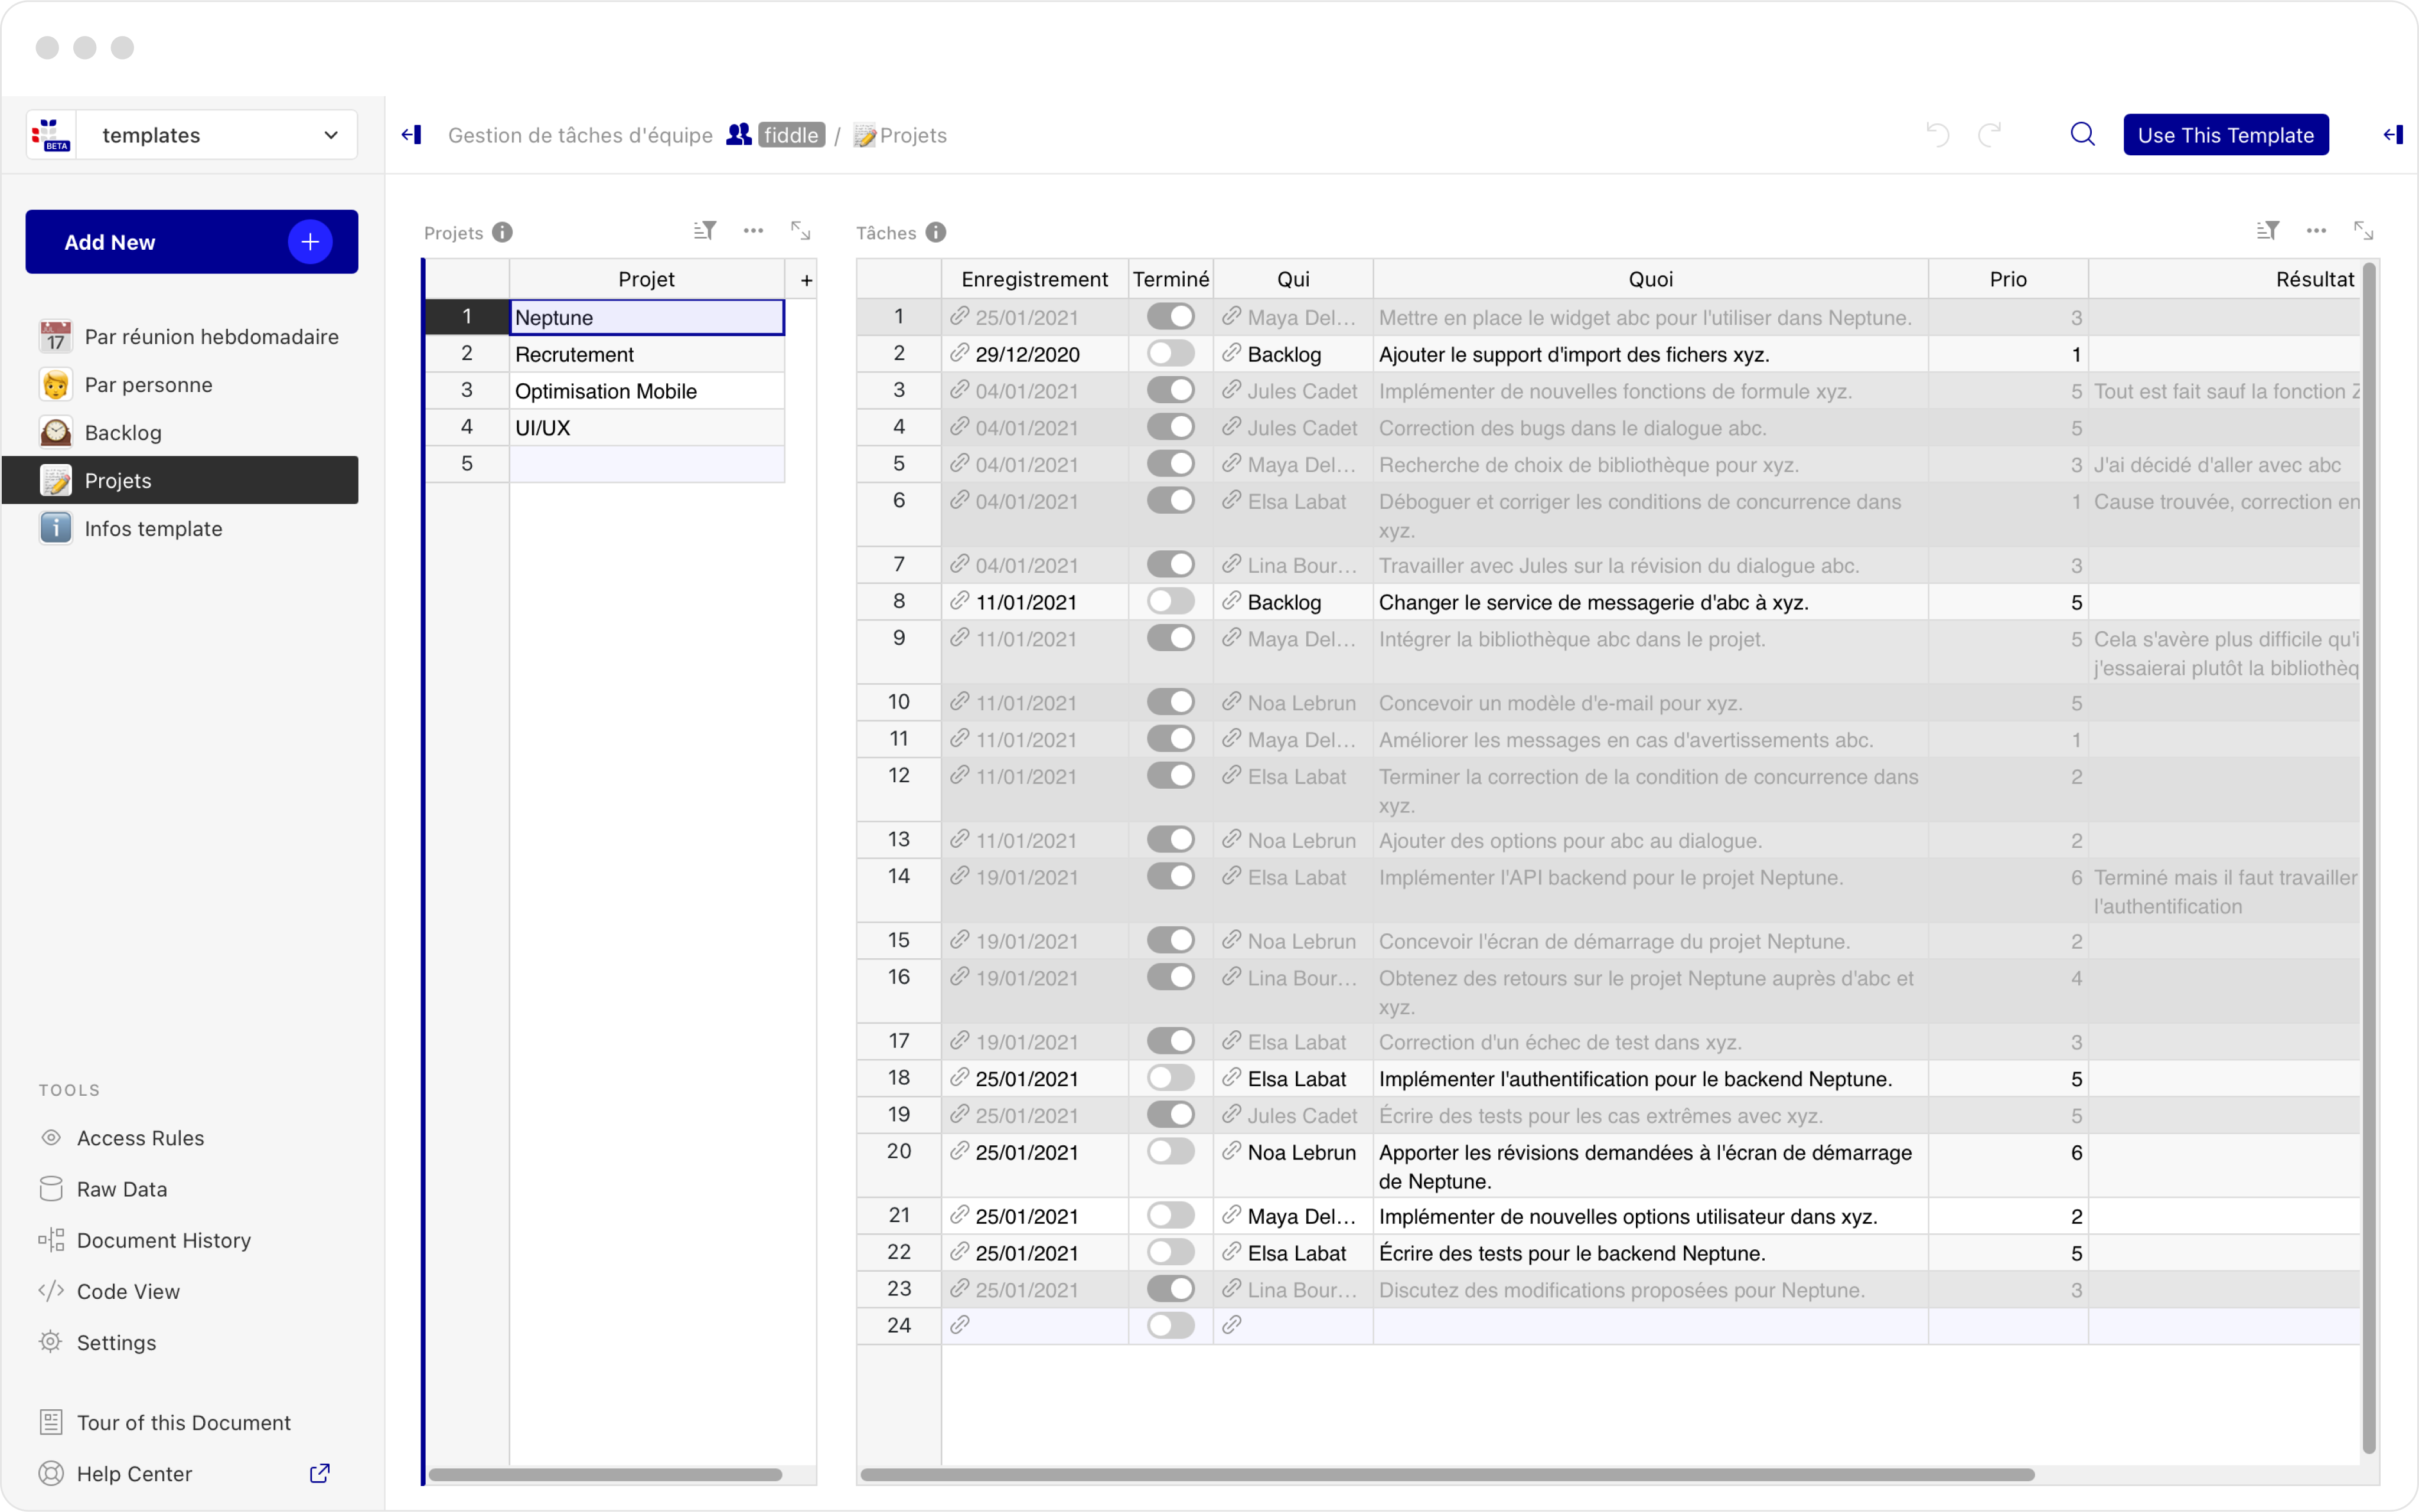 BETA
templates
Gestion de tâches d'équipe fiddle / Projets
Use This Template
Add New
17
Par réunion hebdomadaire
Par personne
Backlog
Projets
Infos template
TOOLS
Access Rules
Raw Data
Document History
Code View
Settings
Tour of this Document
Help Center
Projets
Projet +
1 Neptune
2 Recrutement
3 Optimisation Mobile
4 UI/UX
5
Tâches
Enregistrement Terminé Qui Quoi Prio Résultat
1 25/01/2021 Maya Del... Mettre en place le widget abc pour l'utiliser dans Neptune. 3
2 29/12/2020 Backlog Ajouter le support d'import des fichers xyz. 1
3 04/01/2021 Jules Cadet Implémenter de nouvelles fonctions de formule xyz. 5 Tout est fait sauf la fonction Z
4 04/01/2021 Jules Cadet Correction des bugs dans le dialogue abc. 5
5 04/01/2021 Maya Del... Recherche de choix de bibliothèque pour xyz. 3 J'ai décidé d'aller avec abc
6 04/01/2021 Elsa Labat Déboguer et corriger les conditions de concurrence dans 1 Cause trouvée, correction en
xyz.
7 04/01/2021 Lina Bour... Travailler avec Jules sur la révision du dialogue abc. 3
8 11/01/2021 Backlog Changer le service de messagerie d'abc à xyz. 5
9 11/01/2021 Maya Del... Intégrer la bibliothèque abc dans le projet. 5 Cela s'avère plus difficile qu'i
j'essaierai plutôt la bibliothèq
10 11/01/2021 Noa Lebrun Concevoir un modèle d'e-mail pour xyz. 5
11 11/01/2021 Maya Del... Améliorer les messages en cas d'avertissements abc. 1
12 11/01/2021 Elsa Labat Terminer la correction de la condition de concurrence dans 2
xyz.
13 11/01/2021 Noa Lebrun Ajouter des options pour abc au dialogue. 2
14 19/01/2021 Elsa Labat Implémenter l'API backend pour le projet Neptune. 6 Terminé mais il faut travailler
l'authentification
15 19/01/2021 Noa Lebrun Concevoir l'écran de démarrage du projet Neptune. 2
16 19/01/2021 Lina Bour... Obtenez des retours sur le projet Neptune auprès d'abc et 4
xyz.
17 19/01/2021 Elsa Labat Correction d'un échec de test dans xyz. 3
18 25/01/2021 Elsa Labat Implémenter l'authentification pour le backend Neptune. 5
19 25/01/2021 Jules Cadet Écrire des tests pour les cas extrêmes avec xyz. 5
20 25/01/2021 Noa Lebrun Apporter les révisions demandées à l'écran de démarrage 6
de Neptune.
21 25/01/2021 Maya Del... Implémenter de nouvelles options utilisateur dans xyz. 2
22 25/01/2021 Elsa Labat Écrire des tests pour le backend Neptune. 5
23 25/01/2021 Lina Bour... Discutez des modifications proposées pour Neptune. 3
24